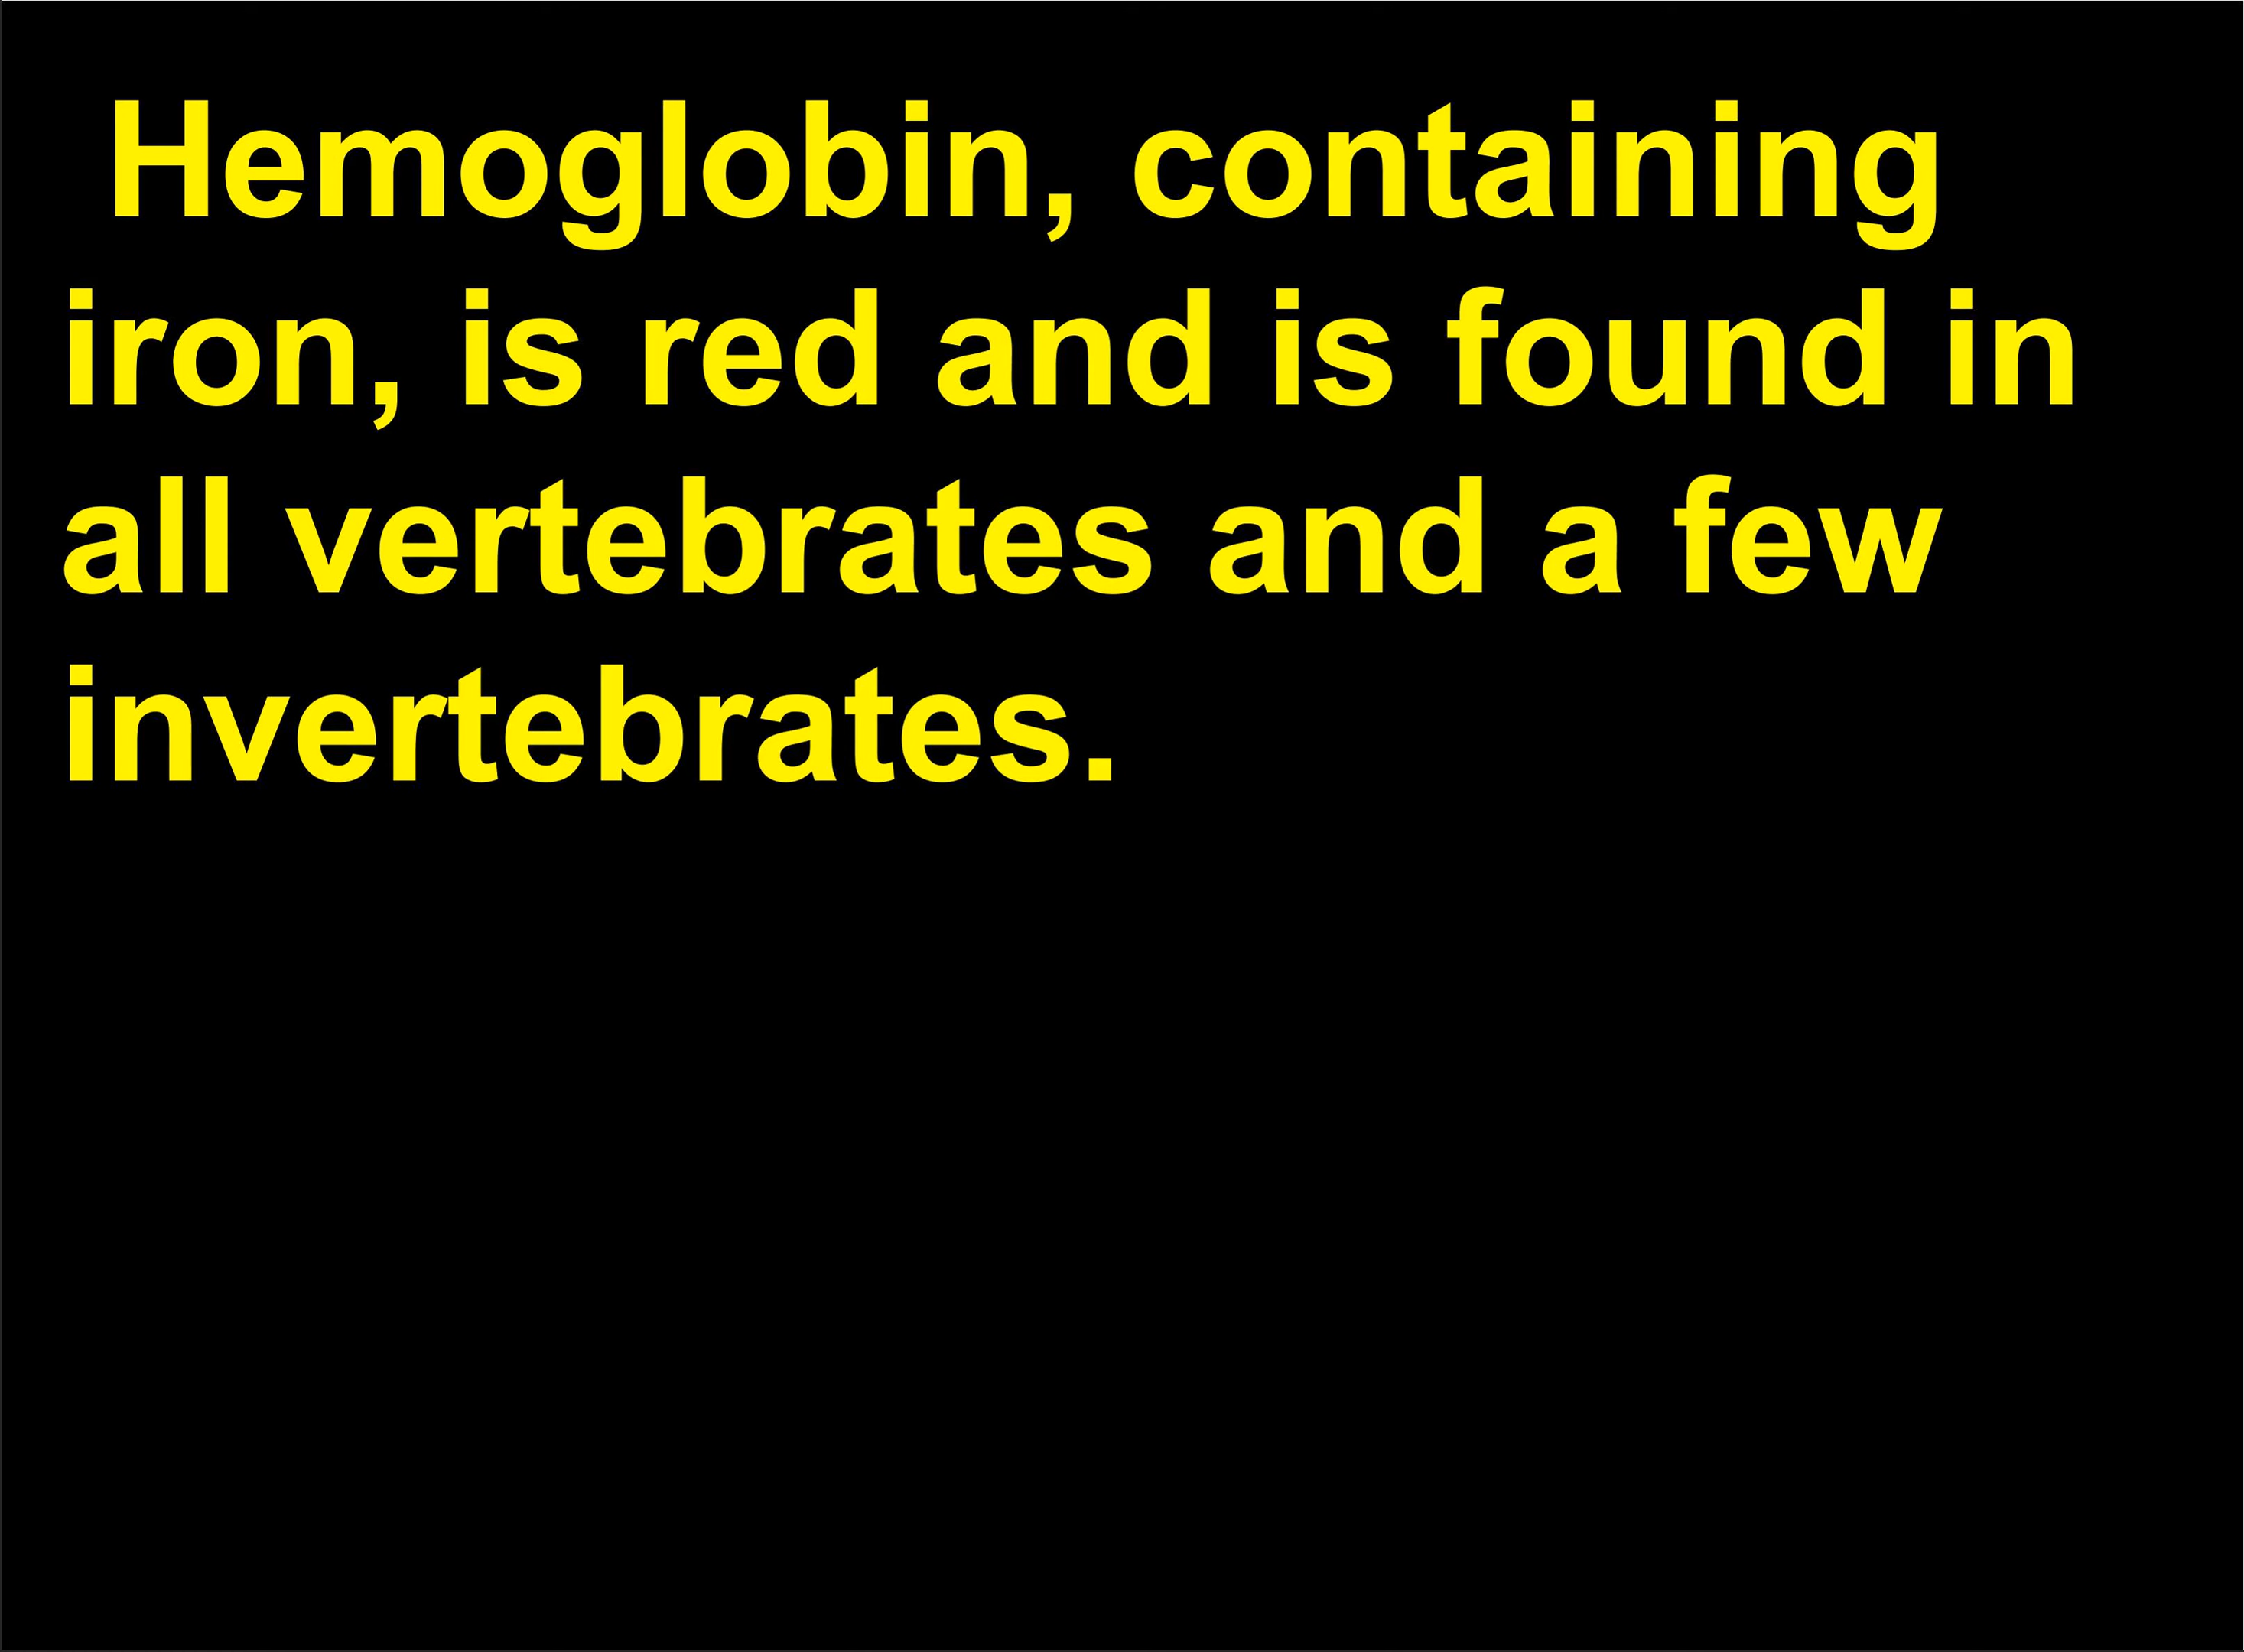 Hemoglobin, containing
iron, is red and is found in
all vertebrates and a few
invertebrates.